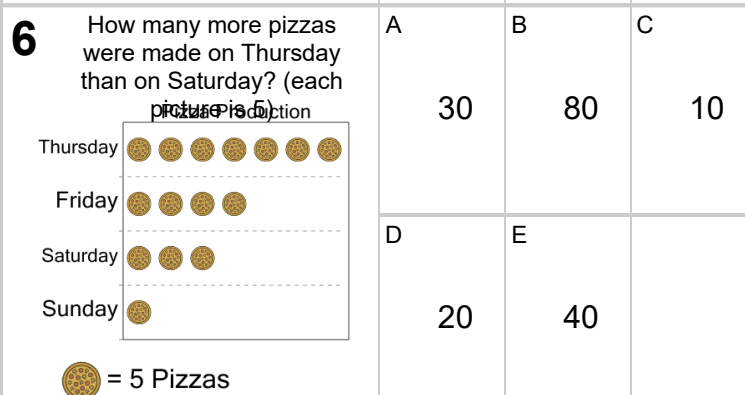 6
How many more pizzas
were made on Thursday
than on Saturday? (each
picture is 5)
Pizza Production
Thursday
Friday
Saturday
Sunday
= 5 Pizzas
A
30
B
80
C
10
D
20
E
40